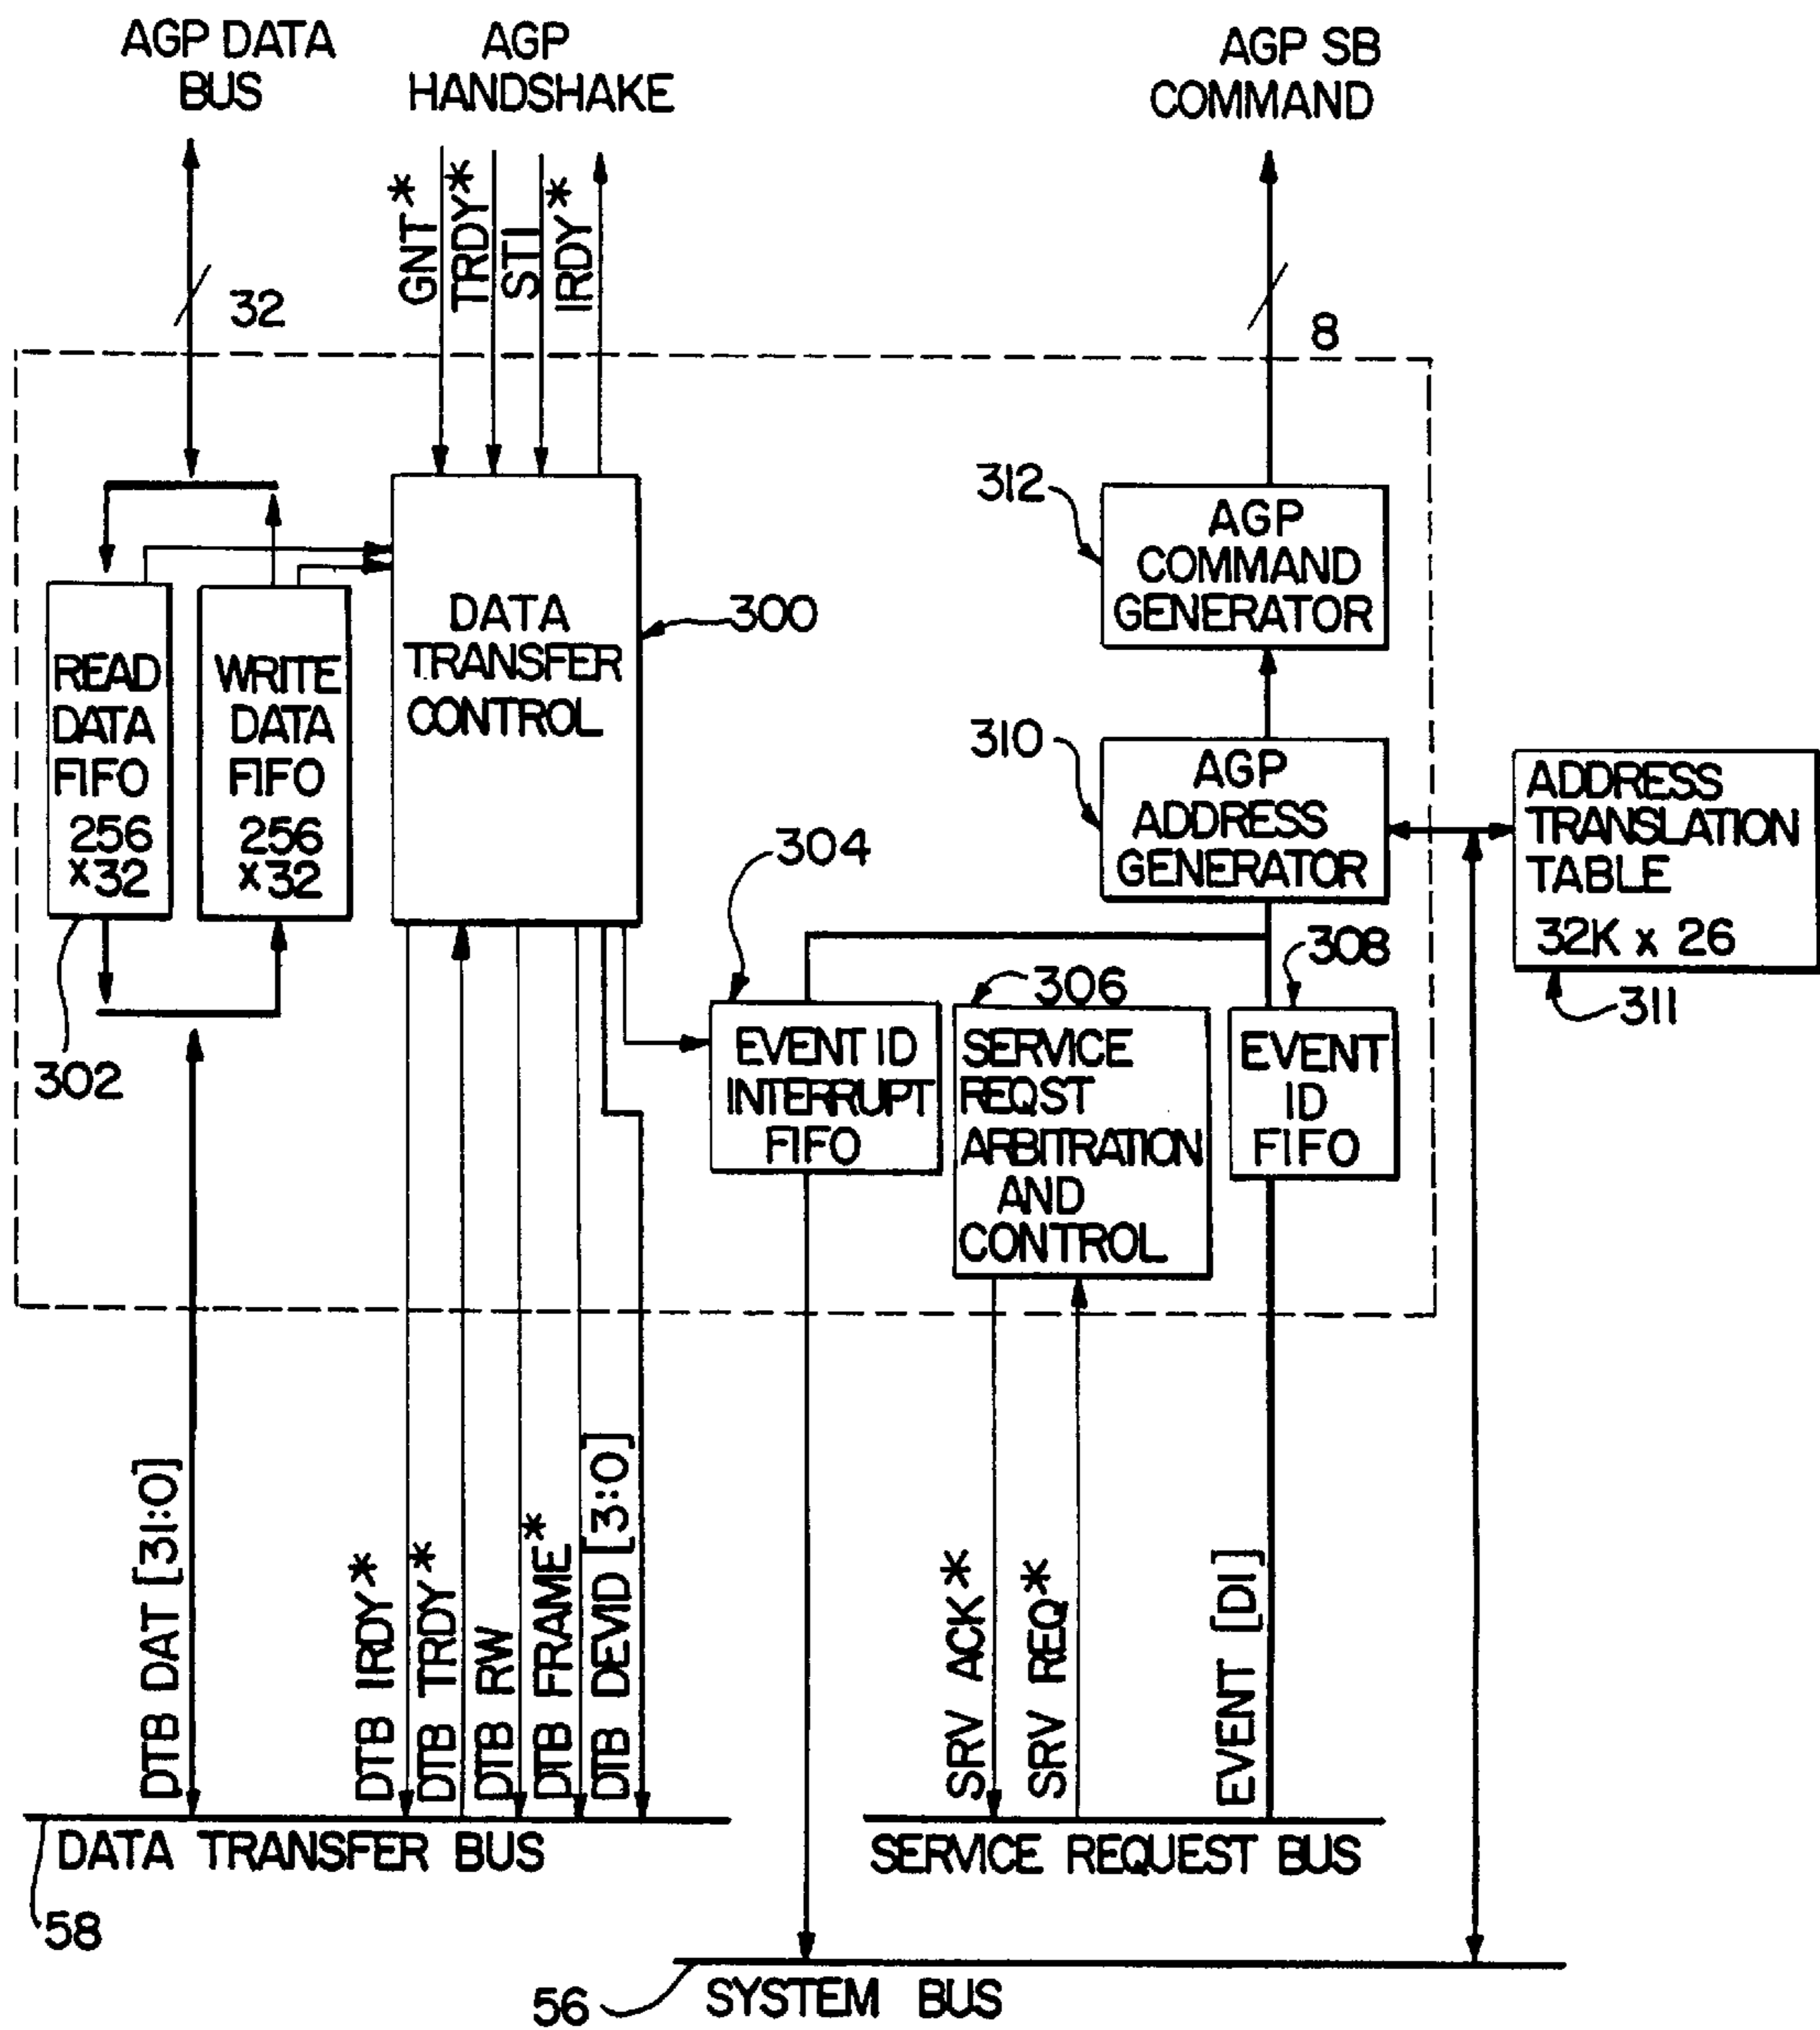 AGP DATA
BUS
AGP
HANDSHAKE
AGP SB
COMMAND
GNT*
TRDY*
STI
IRDY*
32
8
312
AGP
COMMAND
GENERATOR
DATA
TRANSFER
CONTROL
300
READ
DATA
FIFO
256
x32
WRITE
DATA
FIFO
256
x32
302
310
AGP
ADDRESS
GENERATOR
ADDRESS
TRANSLATION
TABLE
32K x 26
311
304
EVENT ID
INTERRUPT
FIFO
306
SERVICE
REQST
ARBITRATION
AND
CONTROL
308
EVENT
ID
FIFO
DTB DAT [31:0]
DTB IRDY*
DTB TRDY*
DTB RW
DTB FRAME*
DTB DEVID [3:0]
SRV ACK*
SRV REQ*
EVENT [DI]
DATA TRANSFER BUS
58
SERVICE REQUEST BUS
56
SYSTEM BUS